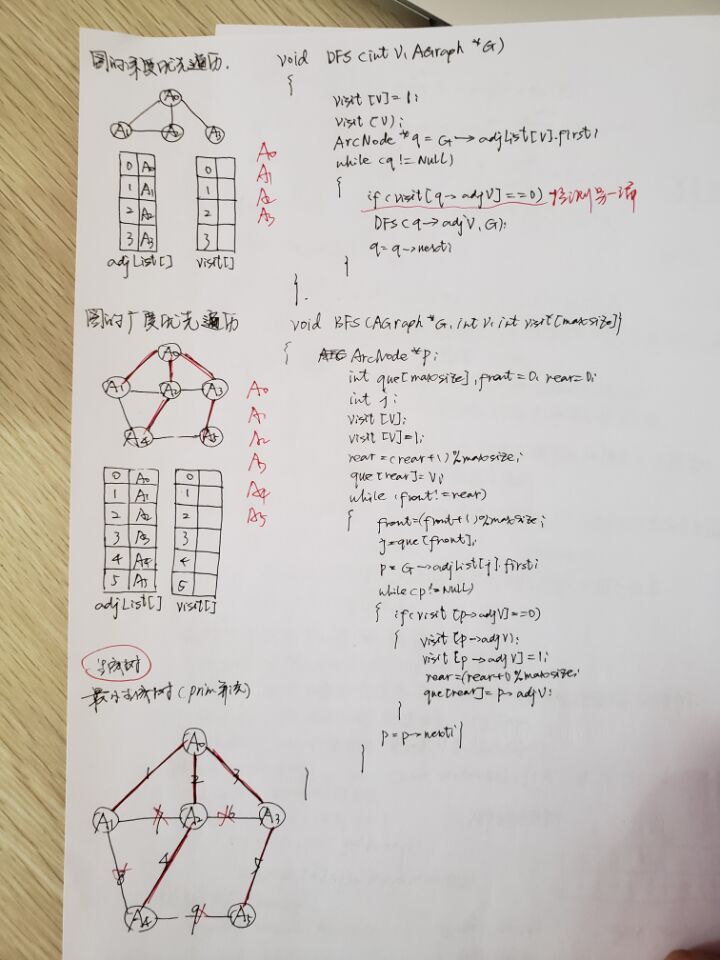 图的深度优先遍历.
A0
A1 A2 A3
0 A0
1 A1
2 A2
3 A3
adjList[]
0
1
2
3
visit[]
A0
A1
A2
A3
void DFS(int V, AGraph *G)
{
visit[V]=1;
visit(V);
ArcNode *q = G→adjList[V].first;
while(q!=NULL)
{
if(visit[q→adjV]==0)
DFS(q→adjV, G);
q=q→next;
}
}
图的广度优先遍历
A0
A1 A2 A3
A4 A5
0 A0
1 A1
2 A2
3 A3
4 A4
5 A5
adjList[]
0
1
2
3
4
5
visit[]
A0
A1
A2
A3
A4
A5
void BFS(AGraph *G, int V, int visit[maxsize])
{ ArcNode *p;
int que[maxsize], front=0, rear=0;
int j;
visit(V);
visit[V]=1;
rear=(rear+1)%maxsize;
que[rear]=V;
while(front!=rear)
{ front=(front+1)%maxsize;
j=que[front];
p=G→adjList[j].first;
while(p!=NULL)
{ if(visit[p→adjV]==0)
{ visit(p→adjV);
visit[p→adjV]=1;
rear=(rear+1)%maxsize;
que[rear]=p→adjV;
}
p=p→next; }
}
}
生成树
最小生成树(prim算法)
A0
1 2 3
A1 7 A2 6 A3
8 4 5
A4 9 A5